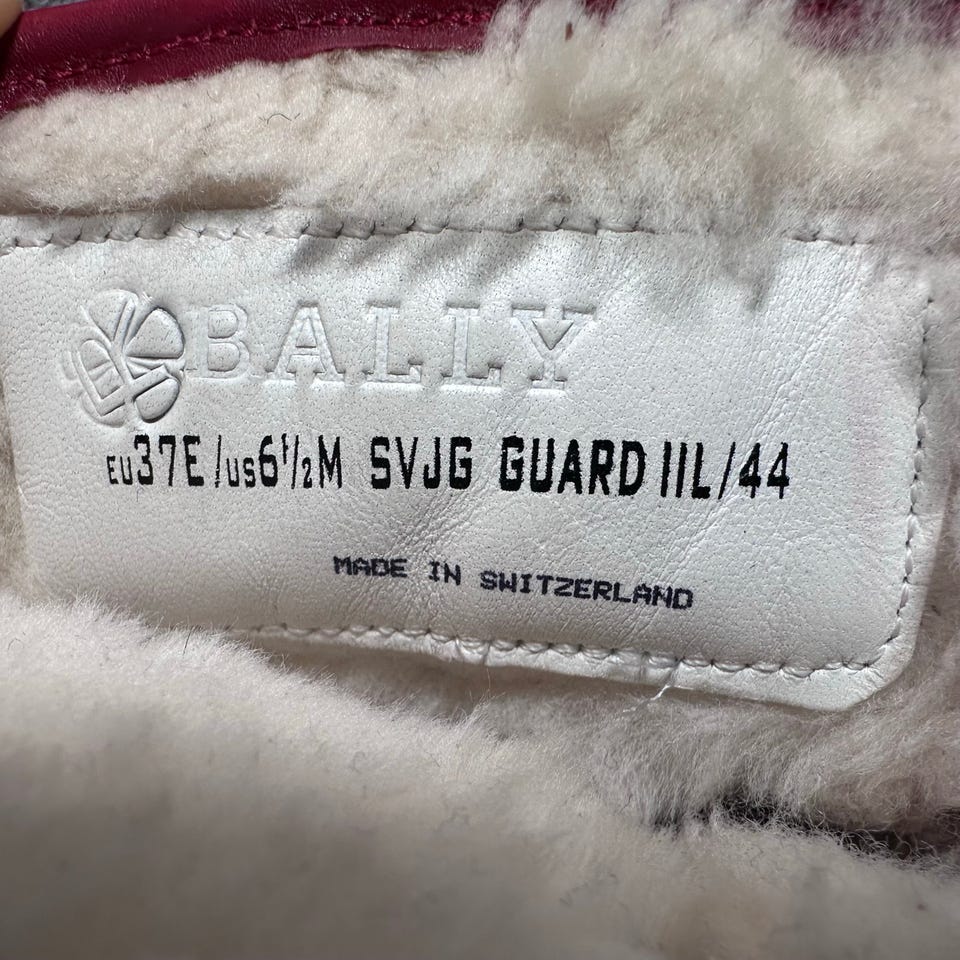 BALLY
EU37E/US6½M SVJG GUARD IIL/44
MADE IN SWITZERLAND